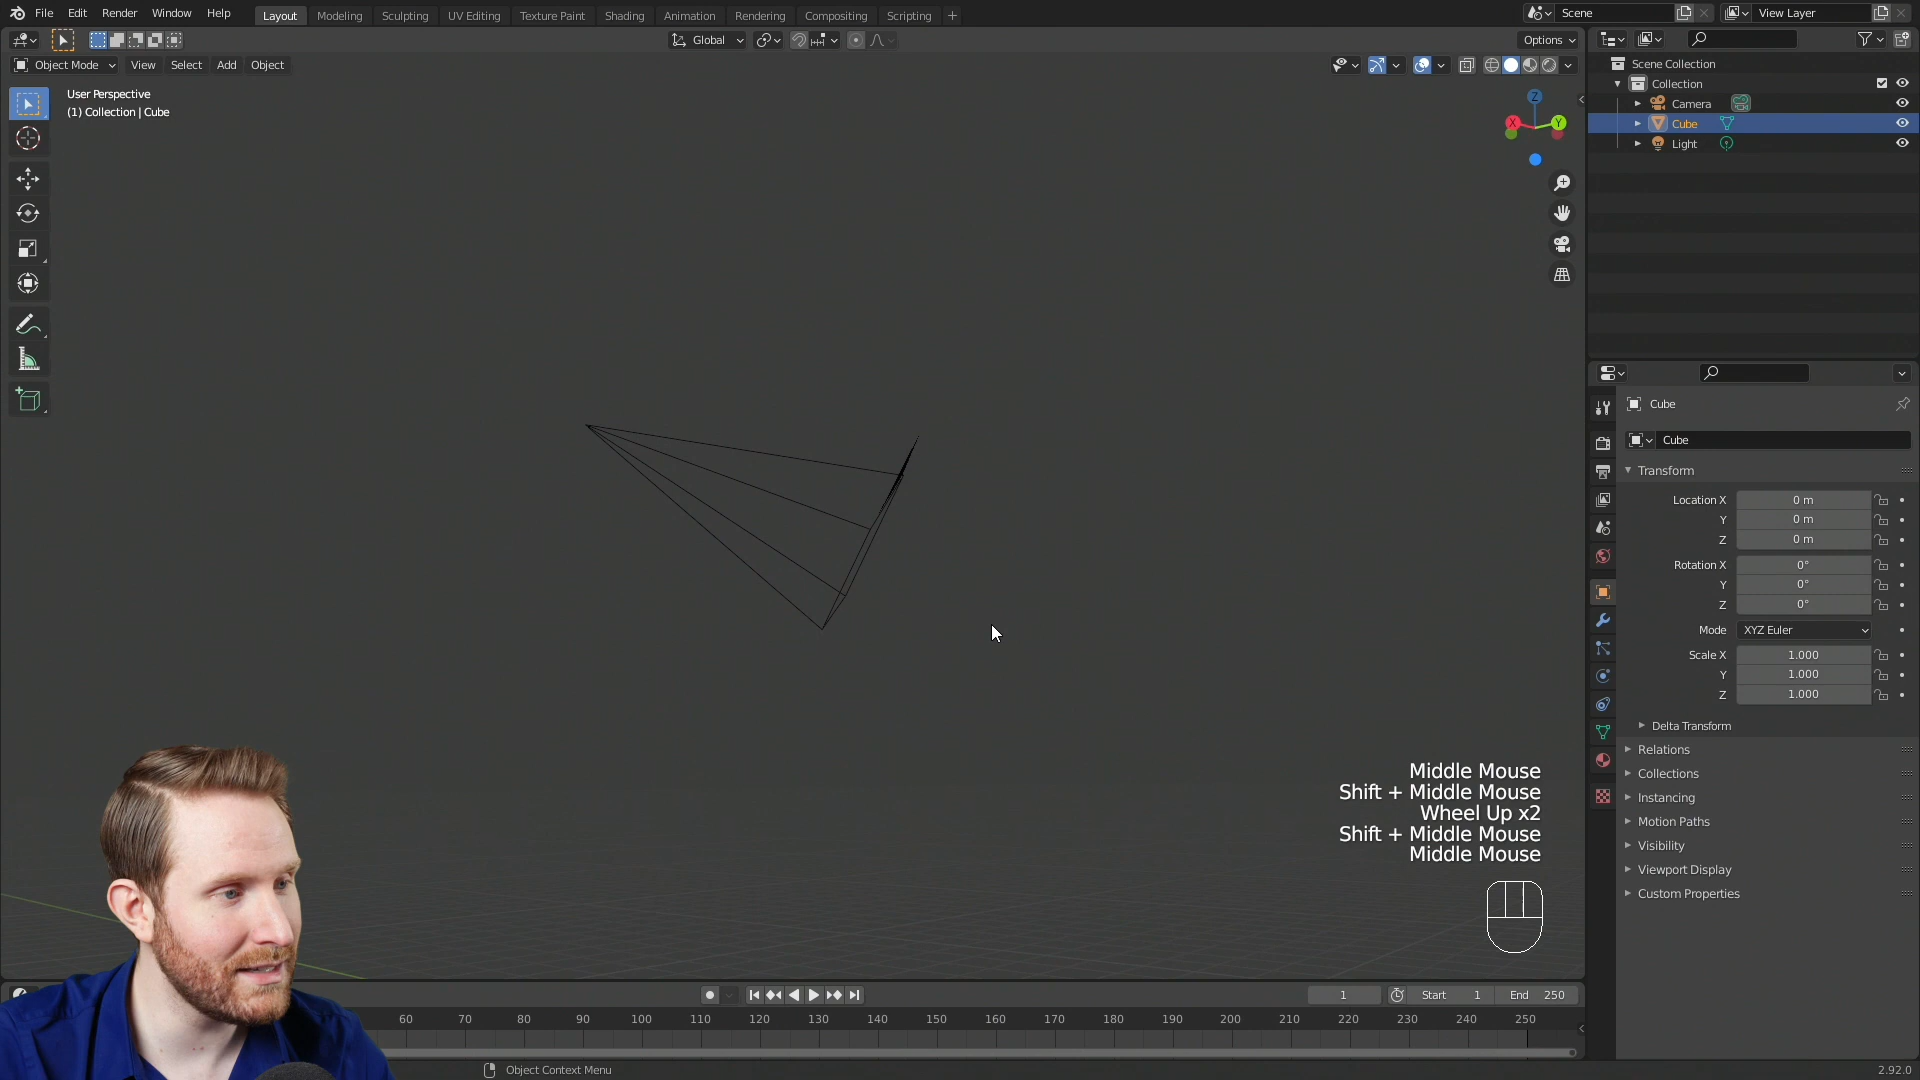 File Edit Render Window Help
Layout Modeling Sculpting UV Editing Texture Paint Shading Animation Rendering Compositing Scripting +
Scene
View Layer
Global
Options
Object Mode View Select Add Object
User Perspective
(1) Collection | Cube
Z
X
Y
Scene Collection
Collection
Camera
Cube
Light
Cube
Cube
Transform
Location X 0 m
Y 0 m
Z 0 m
Rotation X 0°
Y 0°
Z 0°
Mode XYZ Euler
Scale X 1.000
Y 1.000
Z 1.000
Delta Transform
Relations
Collections
Instancing
Motion Paths
Visibility
Viewport Display
Custom Properties
Middle Mouse
Shift + Middle Mouse
Wheel Up x2
Shift + Middle Mouse
Middle Mouse
1 Start 1 End 250
60 70 80 90 100 110 120 130 140 150 160 170 180 190 200 210 220 230 240 250
Object Context Menu
2.92.0